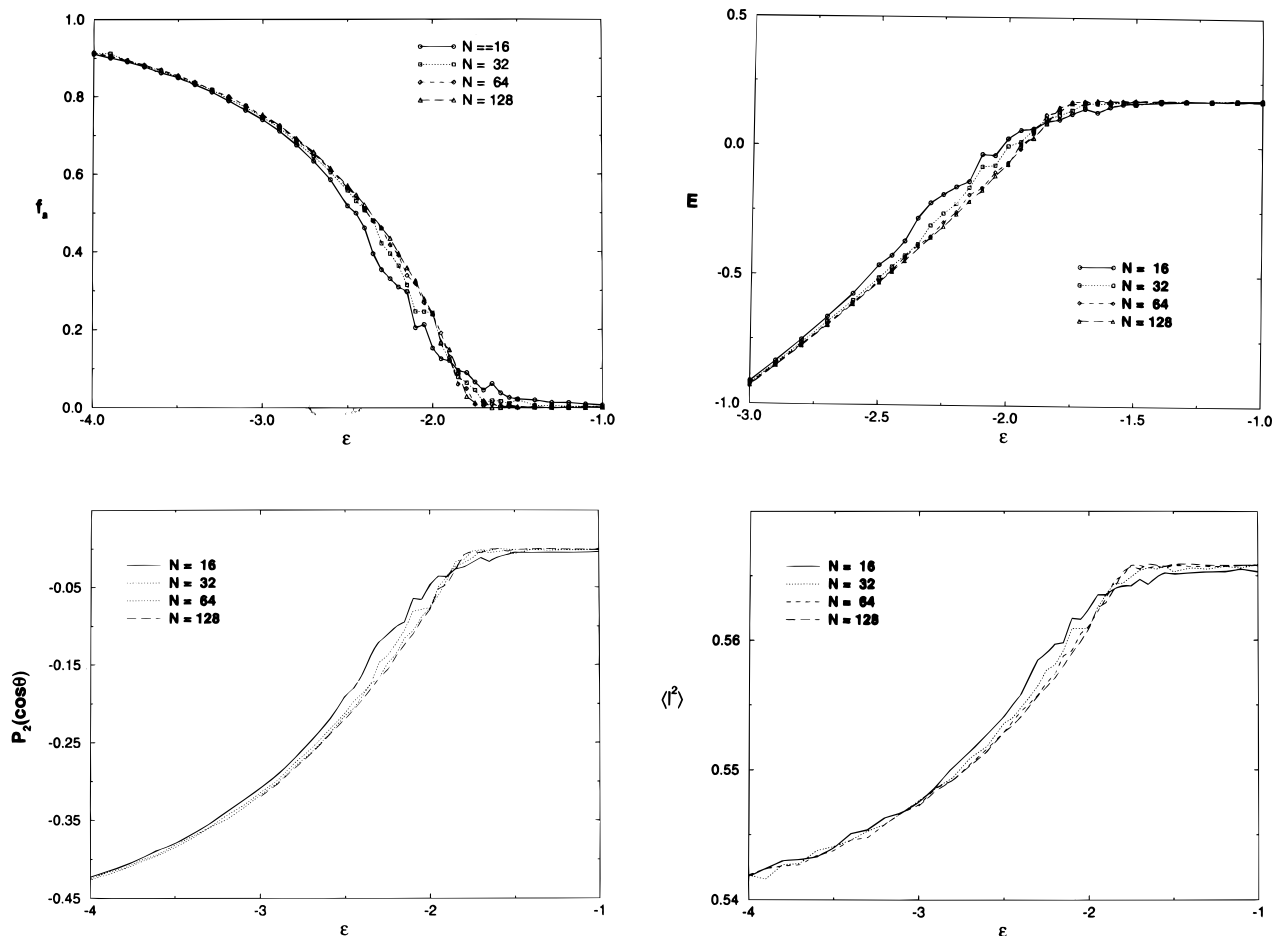 1.0
0.8
0.6
0.4
0.2
0.0
fₐ
N ==16
N = 32
N = 64
N = 128
-4.0 -3.0 -2.0 -1.0
ε
0.5
0.0
-0.5
-1.0
E
N = 16
N = 32
N = 64
N = 128
-3.0 -2.5 -2.0 -1.5 -1.0
ε
-0.05
-0.15
-0.25
-0.35
-0.45
P₂(cosθ)
N = 16
N = 32
N = 64
N = 128
-4 -3 -2 -1
ε
0.56
0.55
0.54
⟨l²⟩
N = 16
N = 32
N = 64
N = 128
-4 -3 -2 -1
ε